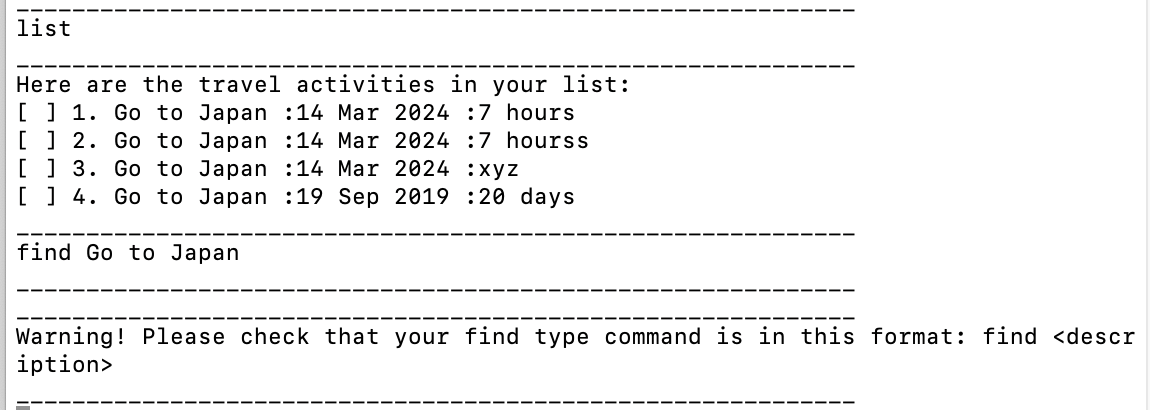 ____________________________________________________________
list
____________________________________________________________
Here are the travel activities in your list:
[ ] 1. Go to Japan :14 Mar 2024 :7 hours
[ ] 2. Go to Japan :14 Mar 2024 :7 hourss
[ ] 3. Go to Japan :14 Mar 2024 :xyz
[ ] 4. Go to Japan :19 Sep 2019 :20 days
____________________________________________________________
find Go to Japan
____________________________________________________________
____________________________________________________________
Warning! Please check that your find type command is in this format: find <descr
iption>
____________________________________________________________